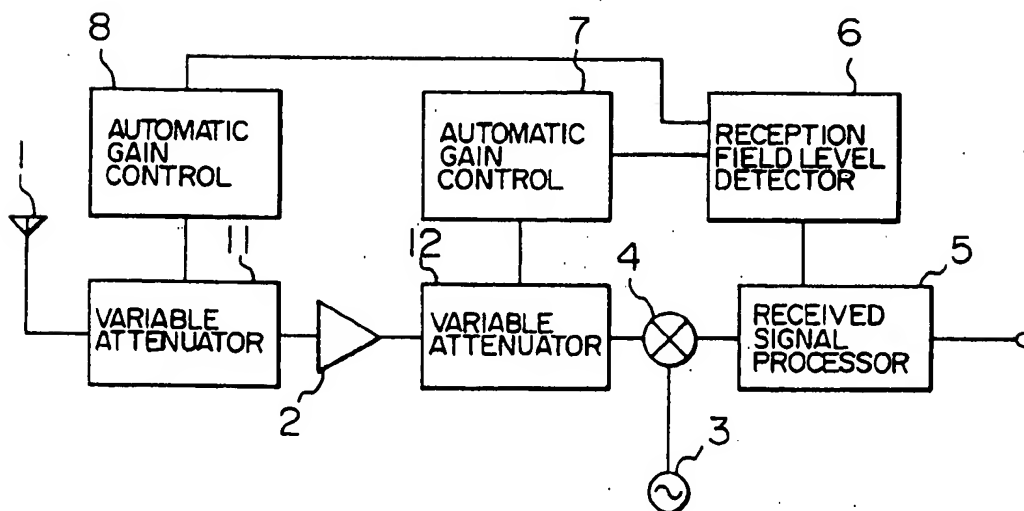 8
7
6
1
AUTOMATIC
GAIN
CONTROL
AUTOMATIC
GAIN
CONTROL
RECEPTION
FIELD LEVEL
DETECTOR
11
12
4
5
VARIABLE
ATTENUATOR
VARIABLE
ATTENUATOR
RECEIVED
SIGNAL
PROCESSOR
2
3